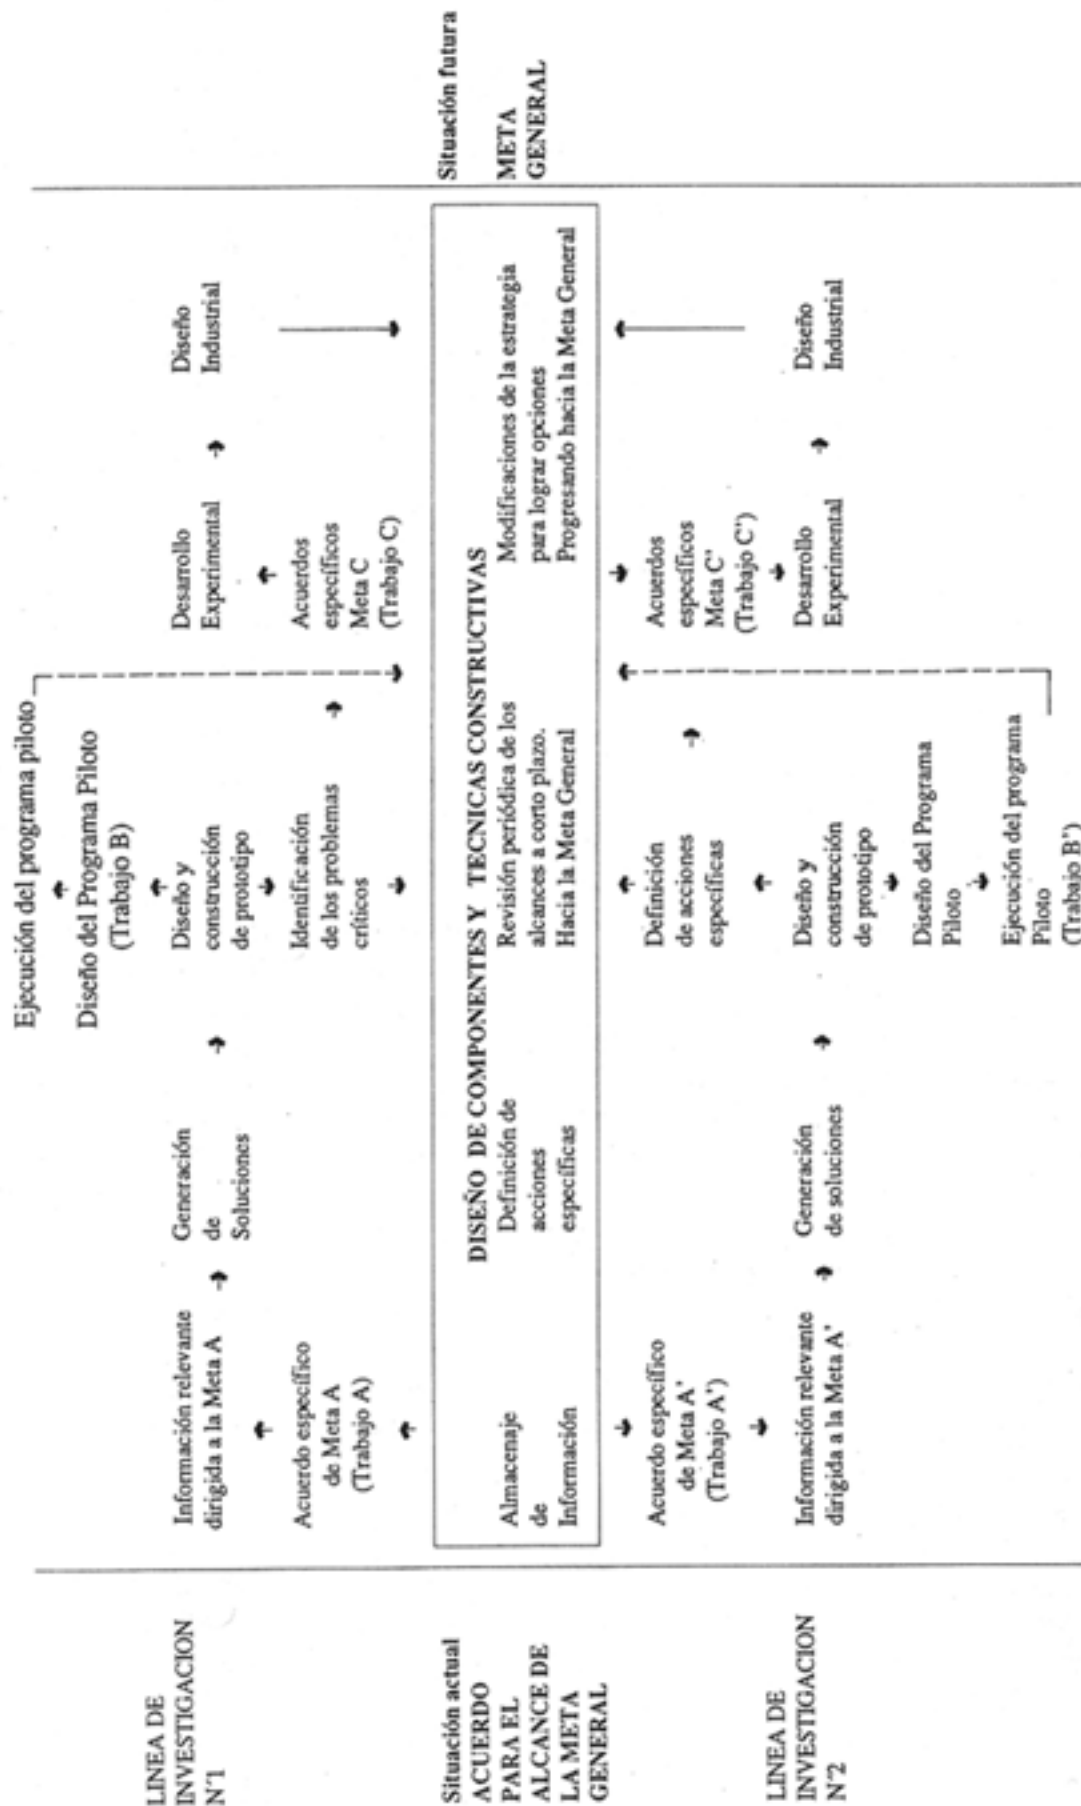 Ejecución del programa piloto
Diseño del Programa Piloto
(Trabajo B)
LINEA DE
INVESTIGACION
N'1
Información relevante
dirigida a la Meta A
Generación
de
Soluciones
Diseño y
construcción
de prototipo
Desarrollo
Experimental
Diseño
Industrial
Acuerdo específico
de Meta A
(Trabajo A)
Identificación
de los problemas
críticos
Acuerdos
específicos
Meta C
(Trabajo C)
Situación actual
ACUERDO
PARA EL
ALCANCE DE
LA META
GENERAL
DISEÑO DE COMPONENTES Y TECNICAS CONSTRUCTIVAS
Almacenaje
de
Información
Definición de
acciones
específicas
Revisión periódica de los
alcances a corto plazo.
Hacia la Meta General
Modificaciones de la estrategia
para lograr opciones
Progresando hacia la Meta General
Situación futura
META
GENERAL
Acuerdo específico
de Meta A'
(Trabajo A')
Definición
de acciones
específicas
Acuerdos
específicos
Meta C'
(Trabajo C')
LINEA DE
INVESTIGACION
N'2
Información relevante
dirigida a la Meta A'
Generación
de soluciones
Diseño y
construcción
de prototipo
Desarrollo
Experimental
Diseño
Industrial
Diseño del Programa
Piloto
Ejecución del programa
Piloto
(Trabajo B')